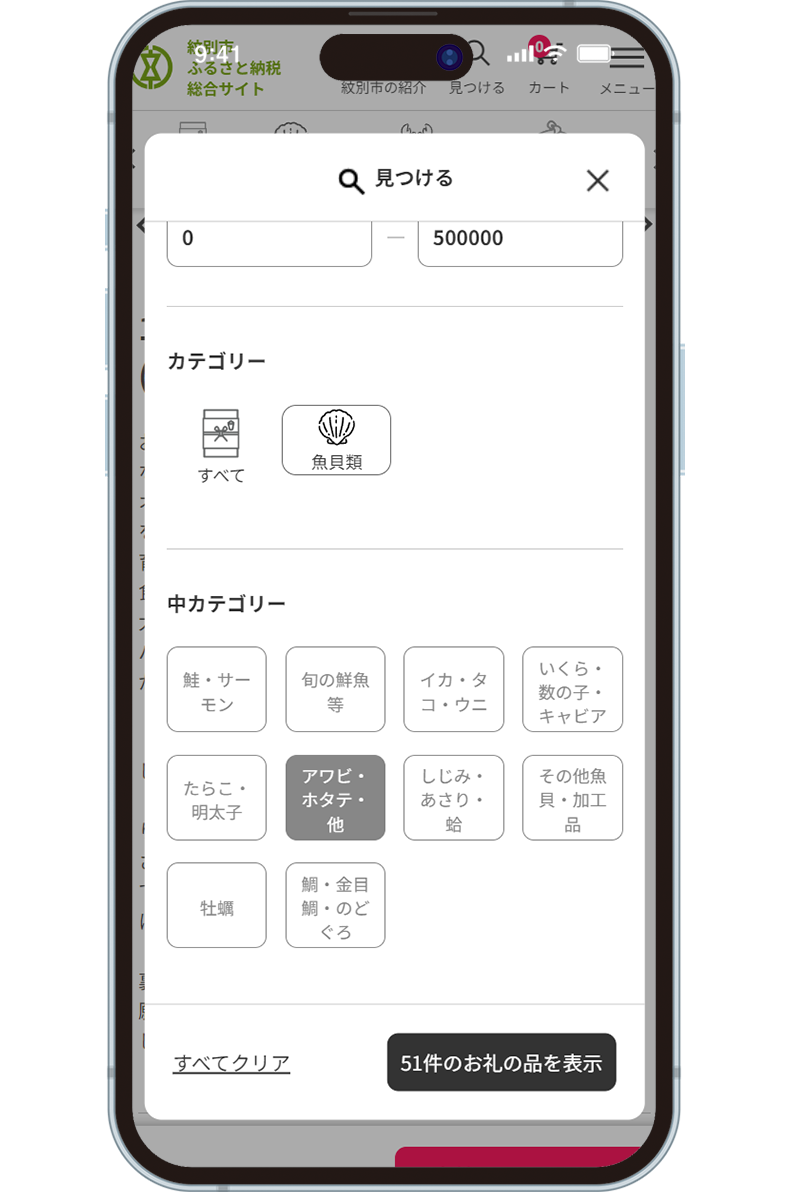 紋別市
9:41
ふるさと納税
総合サイト
0
紋別市の紹介
見つける
カート
メニュー
見つける
0
—
500000
カテゴリー
すべて
魚貝類
中カテゴリー
鮭・サー
モン
旬の鮮魚
等
イカ・タ
コ・ウニ
いくら・
数の子・
キャビア
たらこ・
明太子
アワビ・
ホタテ・
他
しじみ・
あさり・
蛤
その他魚
貝・加工
品
牡蠣
鯛・金目
鯛・のど
ぐろ
すべてクリア
51件のお礼の品を表示